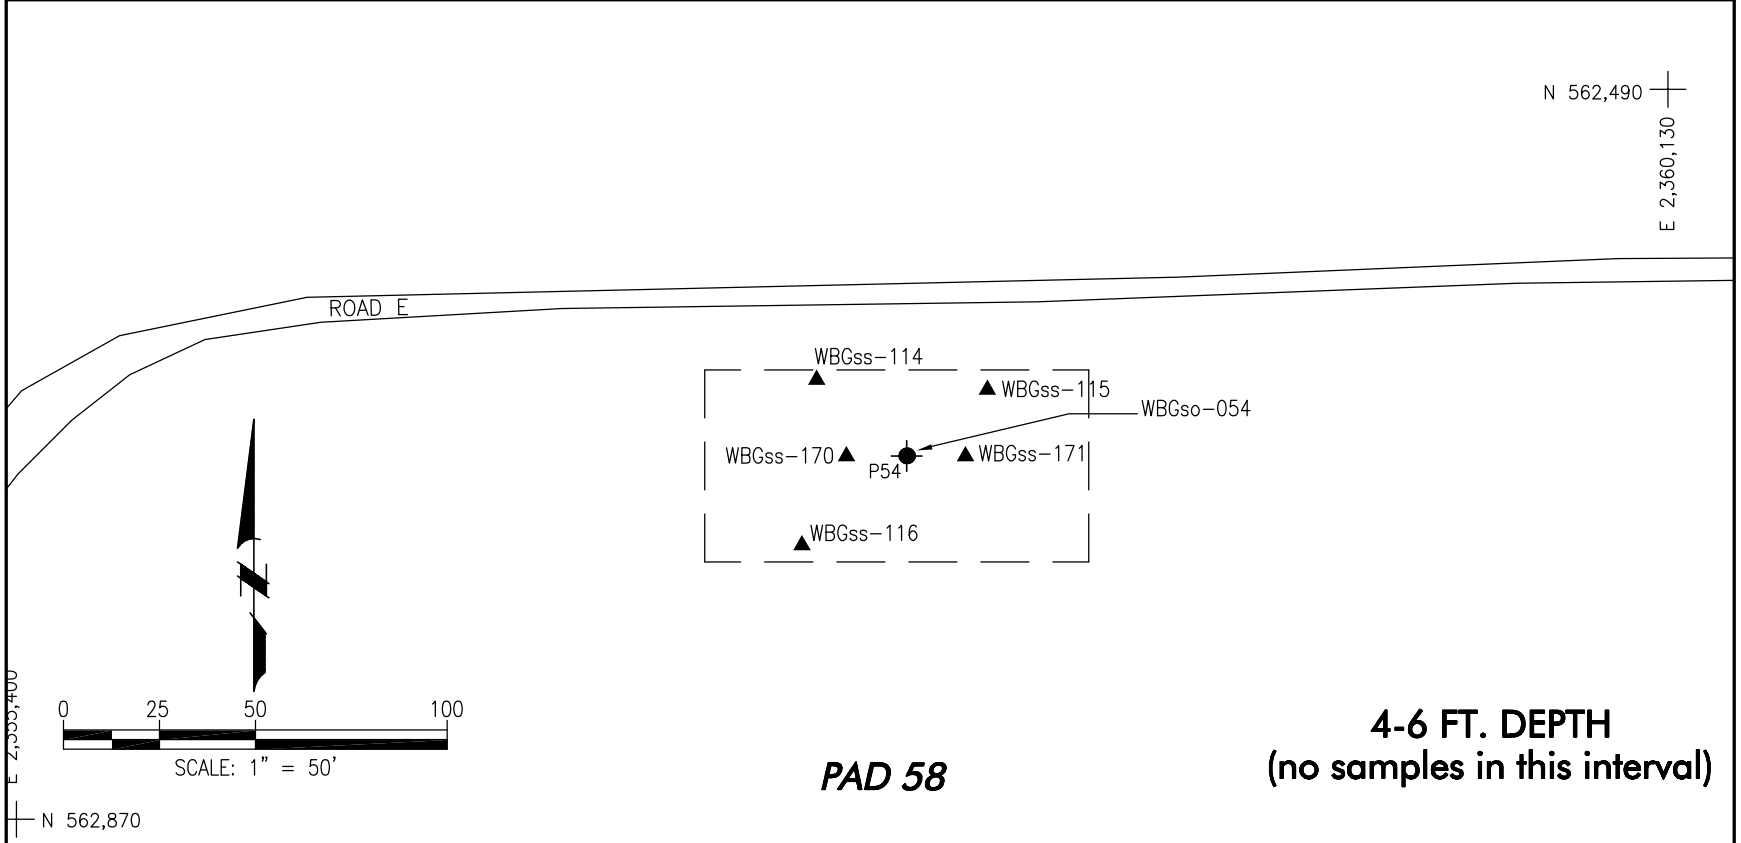 N 562,490
E 2,360,130
ROAD E
WBGss-114
WBGss-115
WBGso-054
WBGss-170
WBGss-171
P54
WBGss-116
0 25 50 100
SCALE: 1" = 50'
PAD 58
4-6 FT. DEPTH
(no samples in this interval)
N 562,870